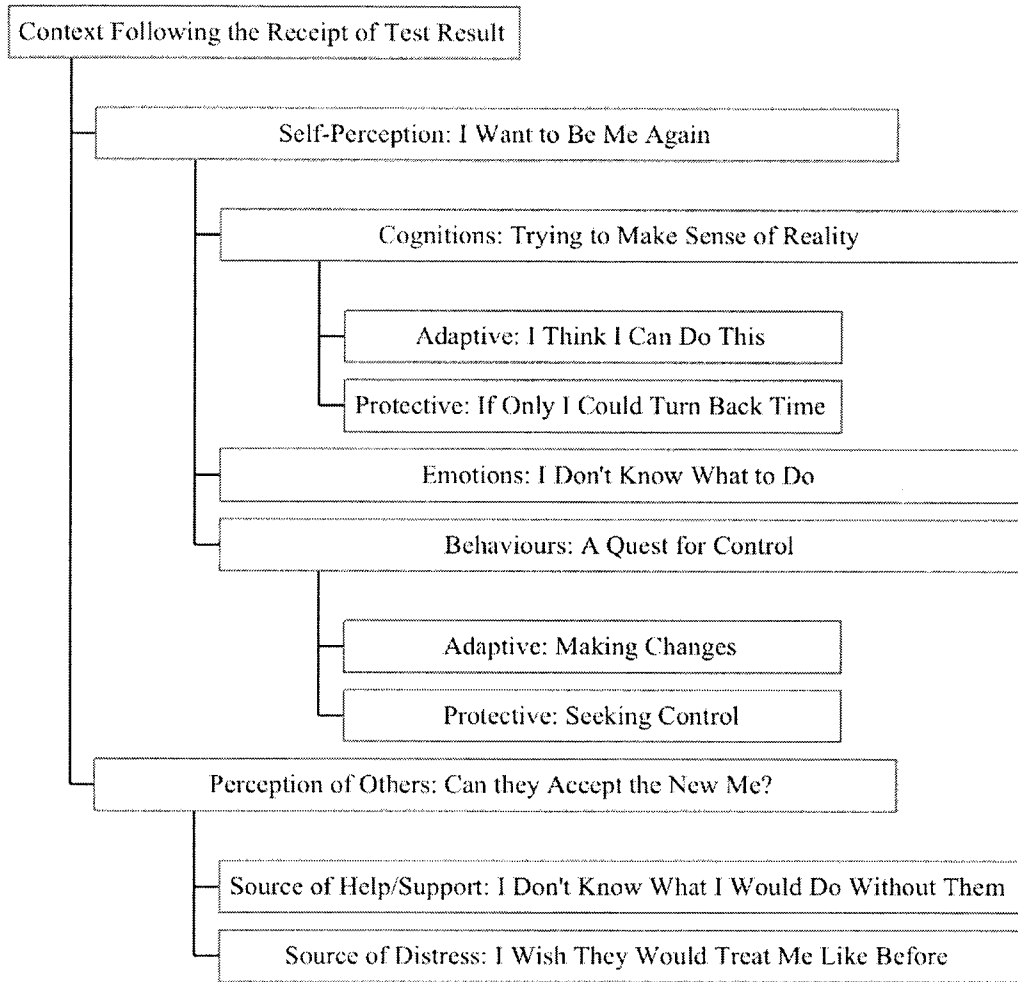 Context Following the Receipt of Test Result
Self-Perception: I Want to Be Me Again
Cognitions: Trying to Make Sense of Reality
Adaptive: I Think I Can Do This
Protective: If Only I Could Turn Back Time
Emotions: I Don't Know What to Do
Behaviours: A Quest for Control
Adaptive: Making Changes
Protective: Seeking Control
Perception of Others: Can they Accept the New Me?
Source of Help/Support: I Don't Know What I Would Do Without Them
Source of Distress: I Wish They Would Treat Me Like Before